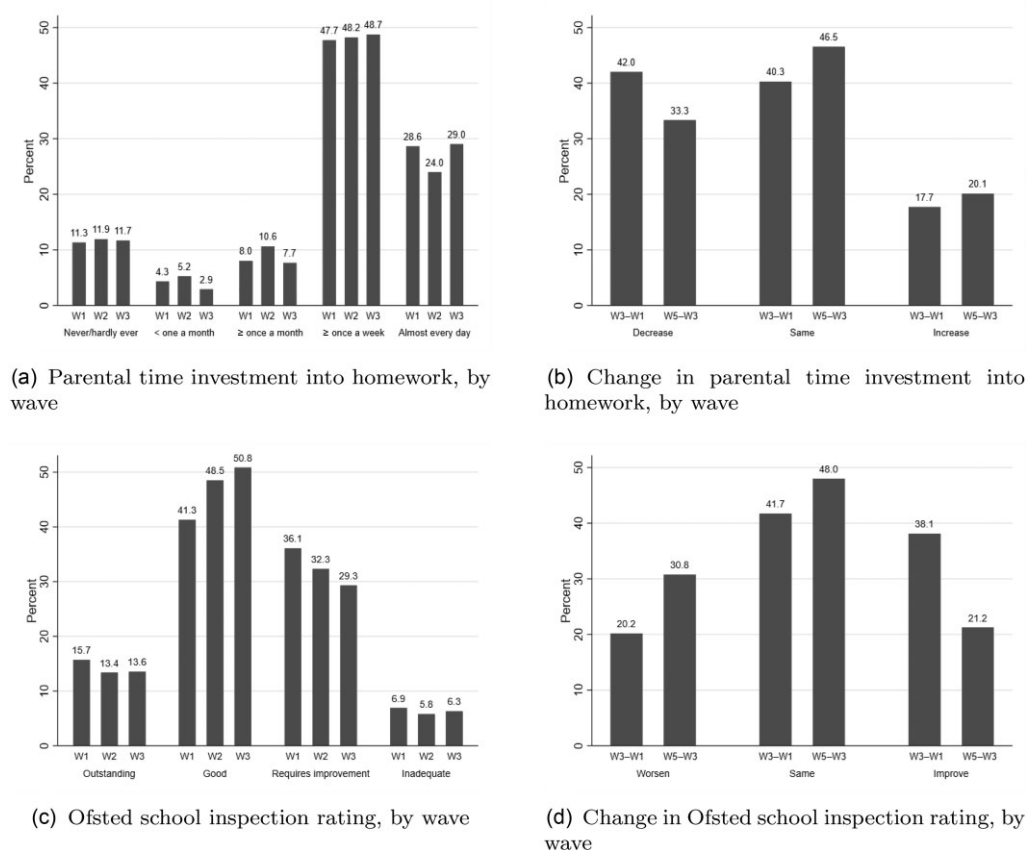 50
40
30
20
10
0
Percent
47.7 48.2 48.7
28.6
24.0
29.0
11.3 11.9 11.7
4.3 5.2
2.9
8.0
10.6
7.7
W1 W2 W3 W1 W2 W3 W1 W2 W3 W1 W2 W3 W1 W2 W3
Never/hardly ever < one a month ≥ once a month ≥ once a week Almost every day
(a) Parental time investment into homework, by
wave
50
40
30
20
10
0
Percent
42.0
33.3
40.3
46.5
17.7
20.1
W3–W1 W5–W3 W3–W1 W5–W3 W3–W1 W5–W3
Decrease Same Increase
(b) Change in parental time investment into
homework, by wave
50
40
30
20
10
0
Percent
15.7
13.4 13.6
41.3
48.5
50.8
36.1
32.3
29.3
6.9 5.8 6.3
W1 W2 W3 W1 W2 W3 W1 W2 W3 W1 W2 W3
Outstanding Good Requires improvement Inadequate
(c) Ofsted school inspection rating, by wave
50
40
30
20
10
0
Percent
20.2
30.8
41.7
48.0
38.1
21.2
W3–W1 W5–W3 W3–W1 W5–W3 W3–W1 W5–W3
Worsen Same Improve
(d) Change in Ofsted school inspection rating, by
wave